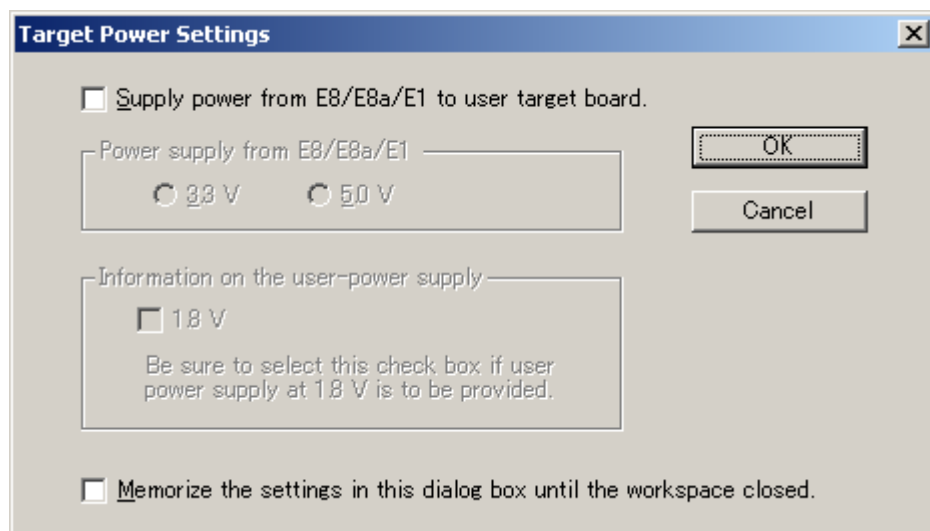 Target Power Settings
Supply power from E8/E8a/E1 to user target board.
Power supply from E8/E8a/E1
3.3 V
5.0 V
OK
Cancel
Information on the user-power supply
1.8 V
Be sure to select this check box if user
power supply at 1.8 V is to be provided.
Memorize the settings in this dialog box until the workspace closed.